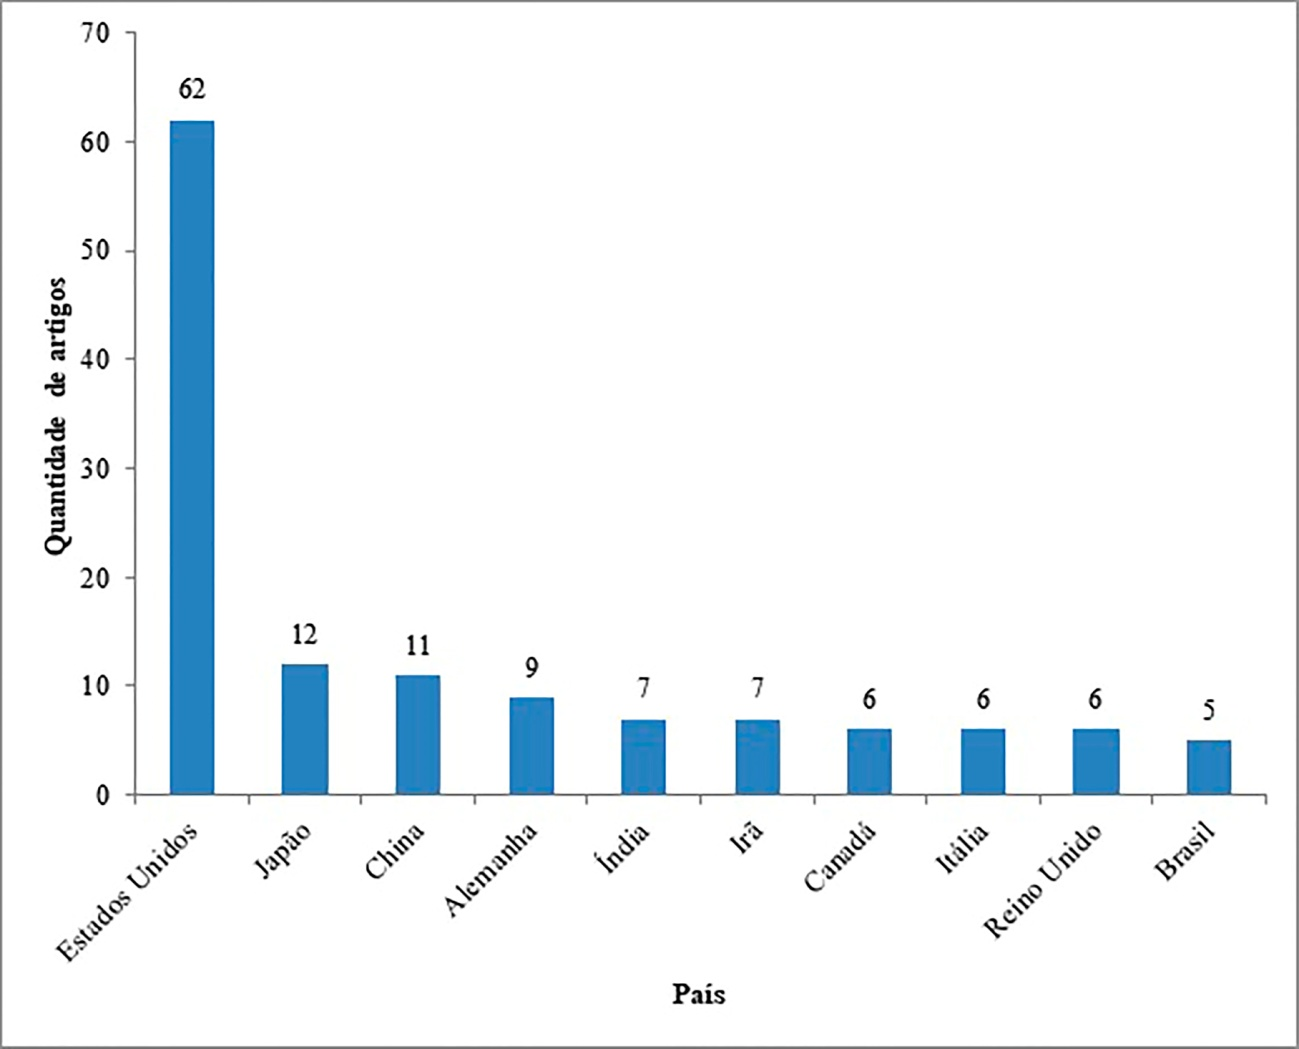 70
60
50
40
30
20
10
0
Quantidade de artigos
62
12
11
9
7
7
6
6
6
5
Estados Unidos
Japão
China
Alemanha
Índia
Irã
Canadá
Itália
Reino Unido
Brasil
País